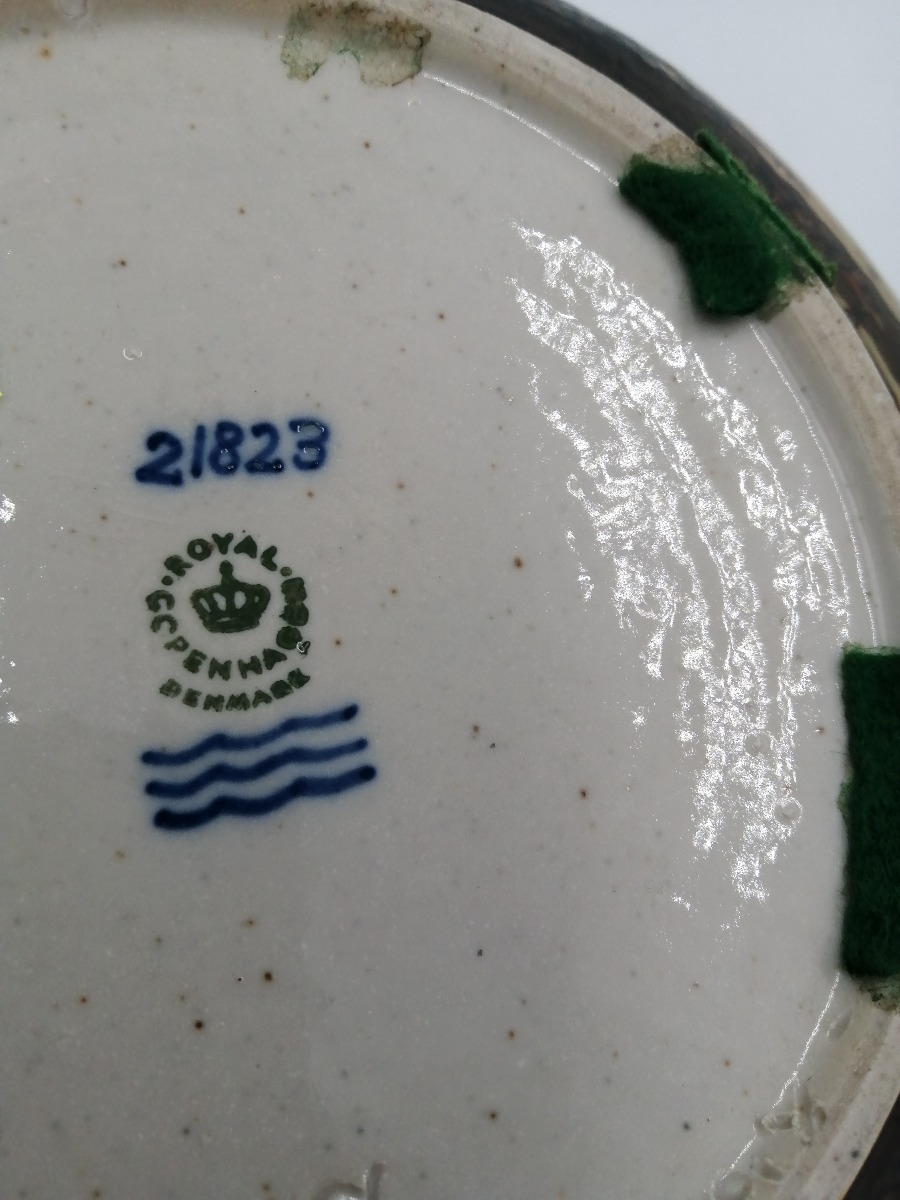 21823
ROYAL
COPENHAGEN
DENMARK